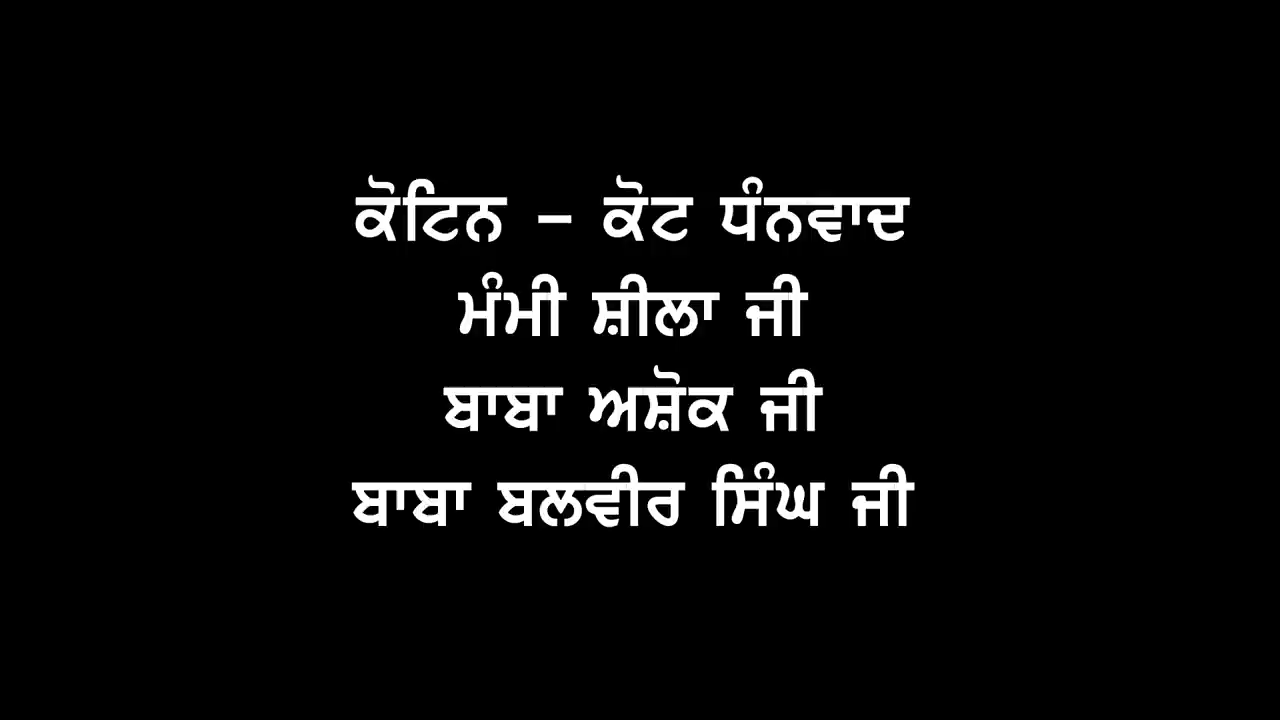 ਕੋਟਿਨ – ਕੋਟ ਧੰਨਵਾਦ
ਮੰਮੀ ਸ਼ੀਲਾ ਜੀ
ਬਾਬਾ ਅਸ਼ੋਕ ਜੀ
ਬਾਬਾ ਬਲਵੀਰ ਸਿੰਘ ਜੀ